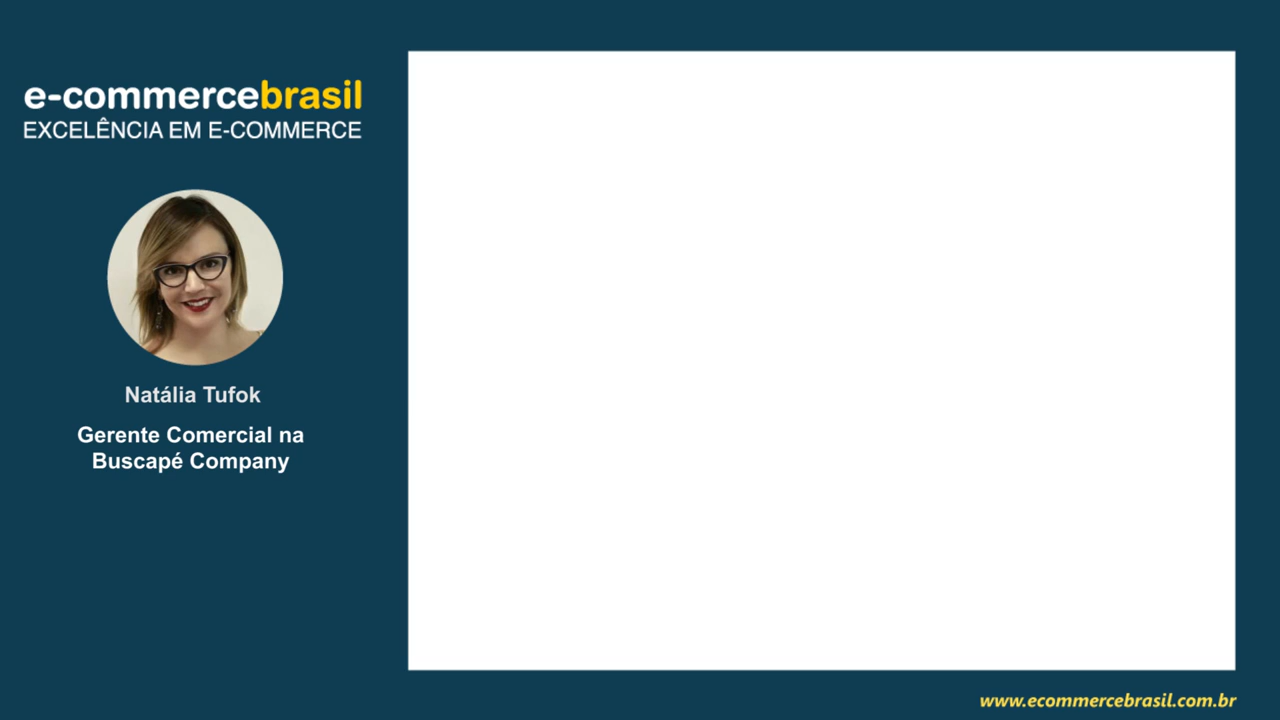 e-commercebrasil
EXCELÊNCIA EM E-COMMERCE
Natália Tufok
Gerente Comercial na
Buscapé Company
www.ecommercebrasil.com.br